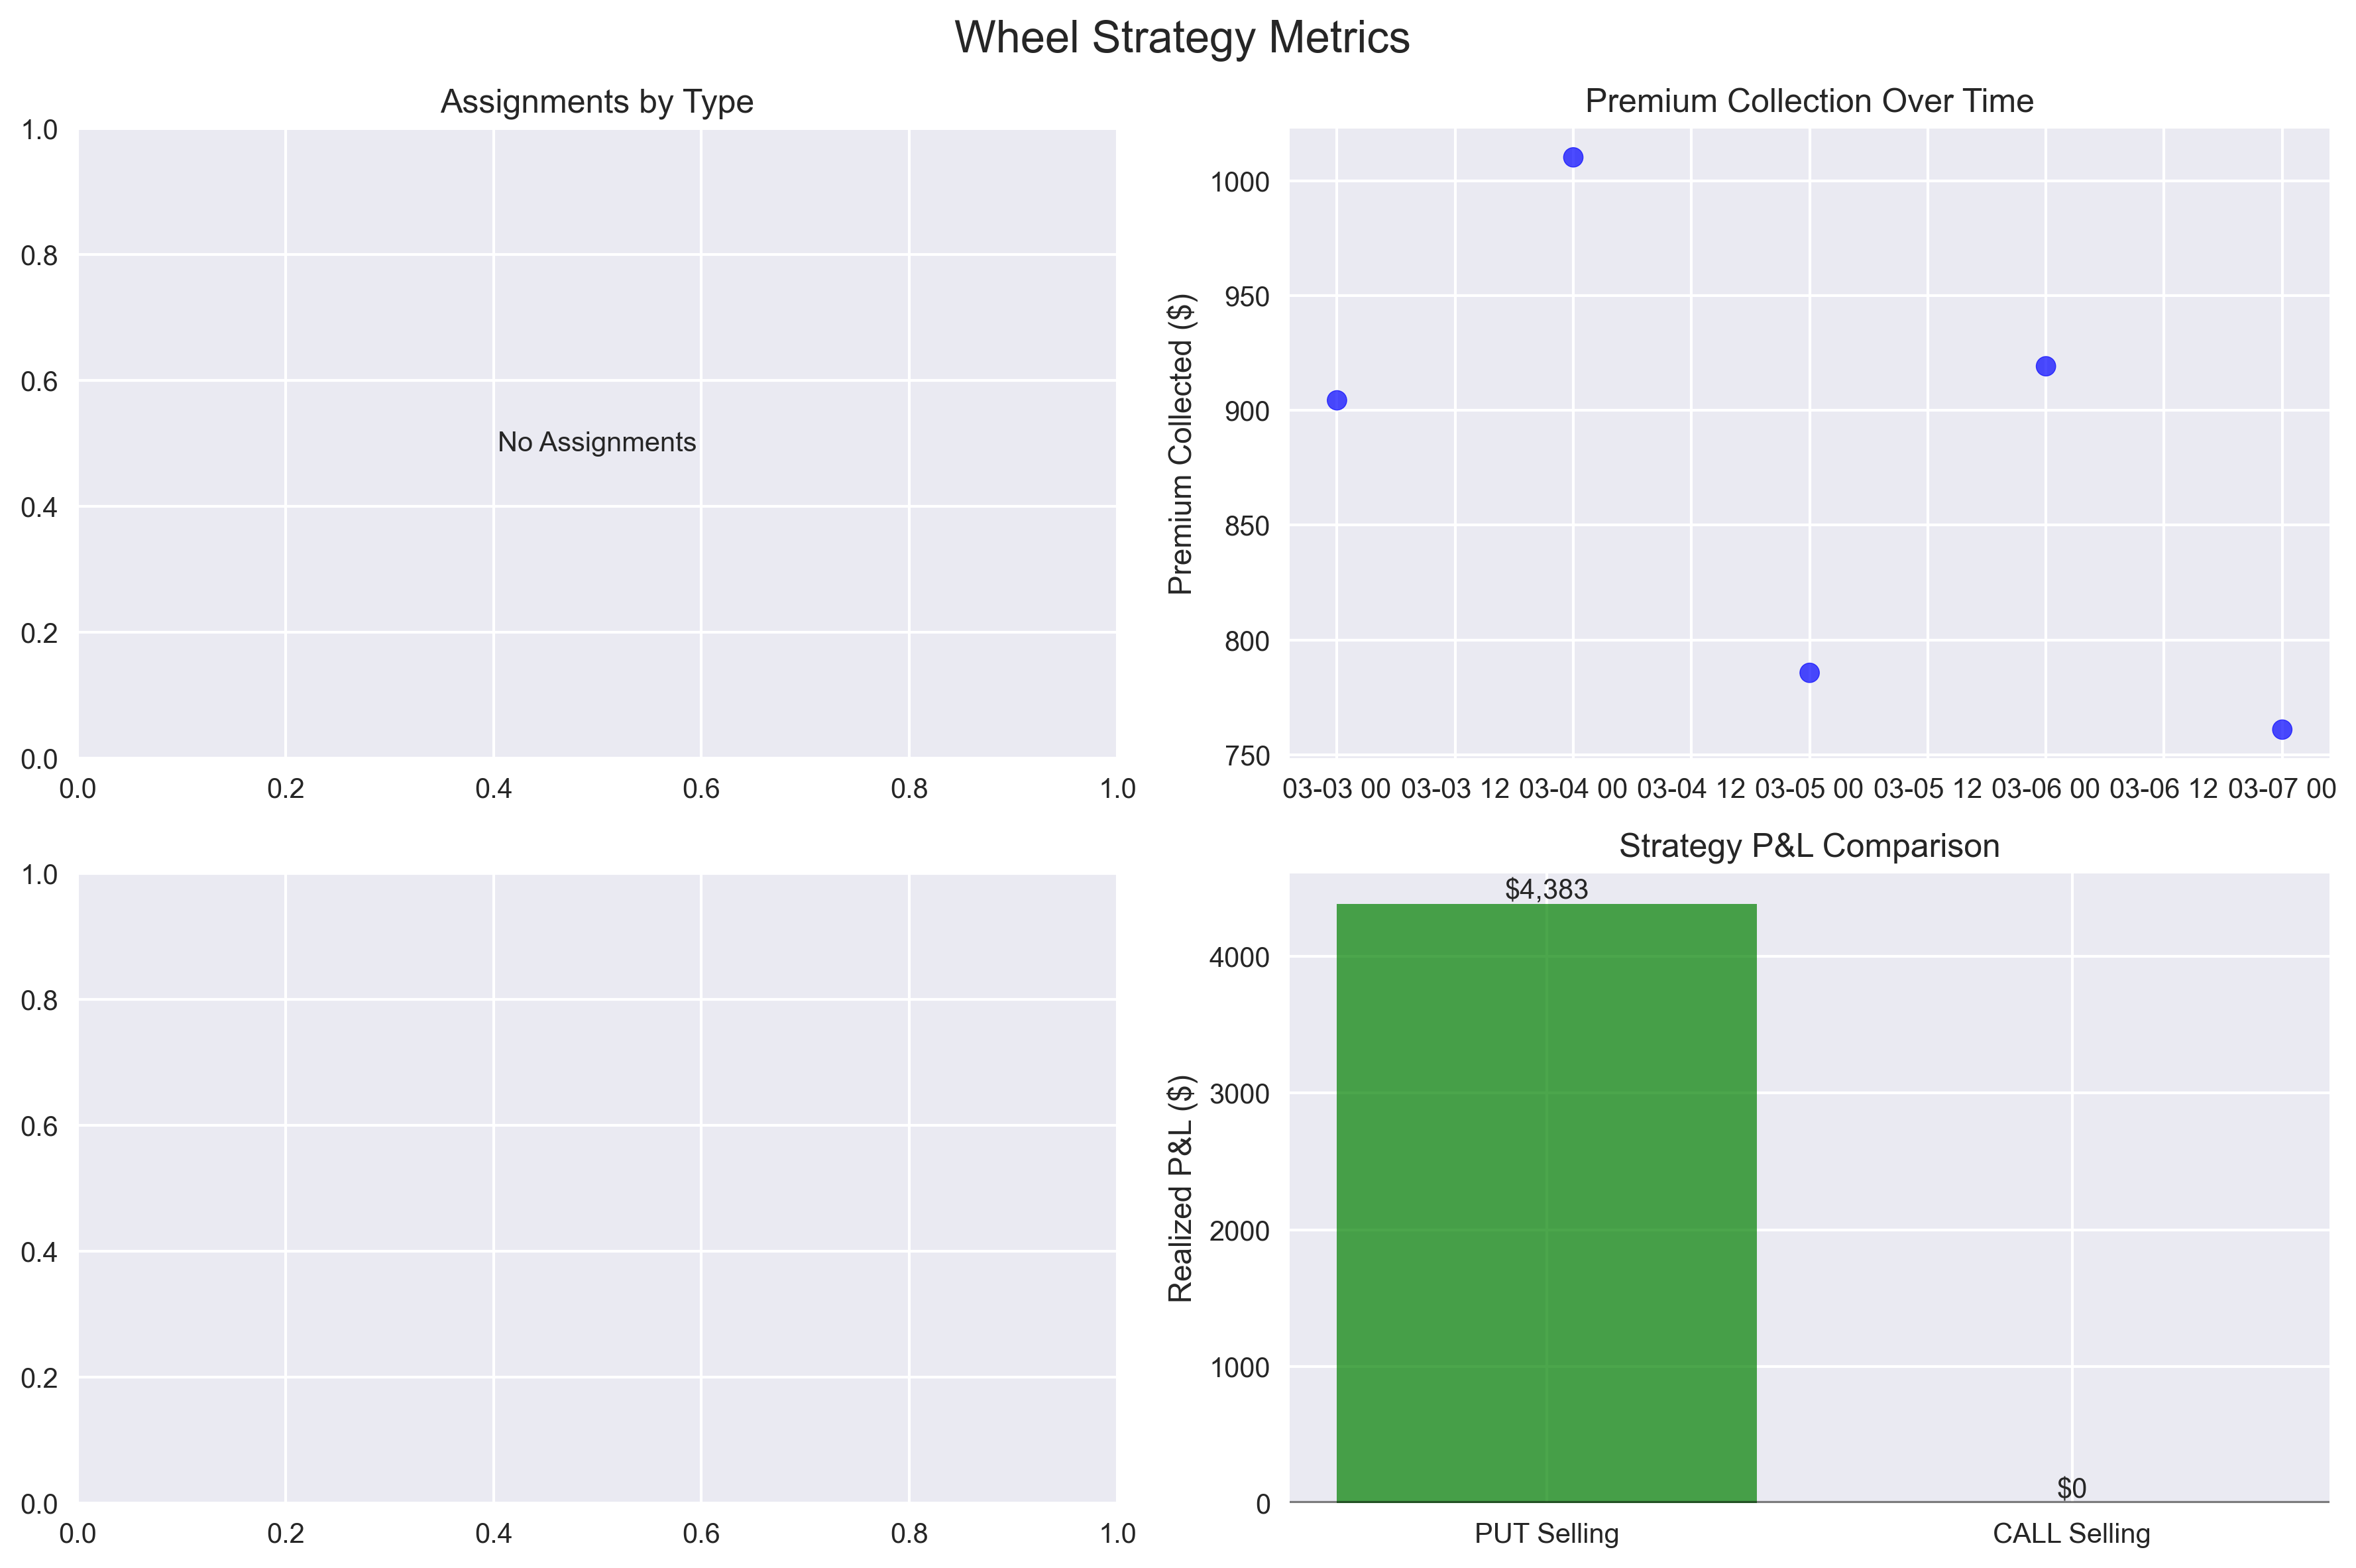 Wheel Strategy Metrics
Assignments by Type
1.0
0.8
0.6
0.4
0.2
0.0
No Assignments
0.0 0.2 0.4 0.6 0.8 1.0
Premium Collection Over Time
Premium Collected ($)
1000
950
900
850
800
750
03-03 00 03-03 12 03-04 00 03-04 12 03-05 00 03-05 12 03-06 00 03-06 12 03-07 00
1.0
0.8
0.6
0.4
0.2
0.0
0.0 0.2 0.4 0.6 0.8 1.0
Strategy P&L Comparison
Realized P&L ($)
4000
3000
2000
1000
0
$4,383
$0
PUT Selling CALL Selling